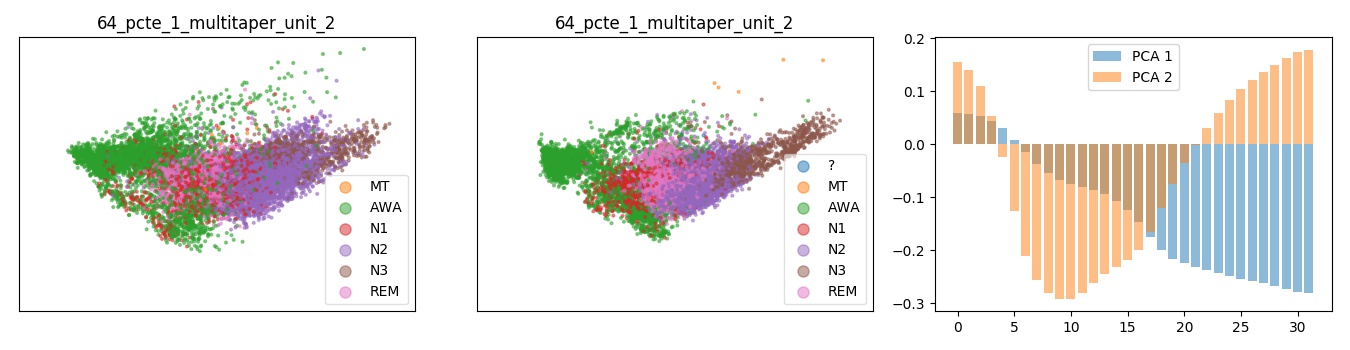 64_pcte_1_multitaper_unit_2
MT
AWA
N1
N2
N3
REM
64_pcte_1_multitaper_unit_2
?
MT
AWA
N1
N2
N3
REM
PCA 1
PCA 2
0.2
0.1
0.0
−0.1
−0.2
−0.3
0 5 10 15 20 25 30